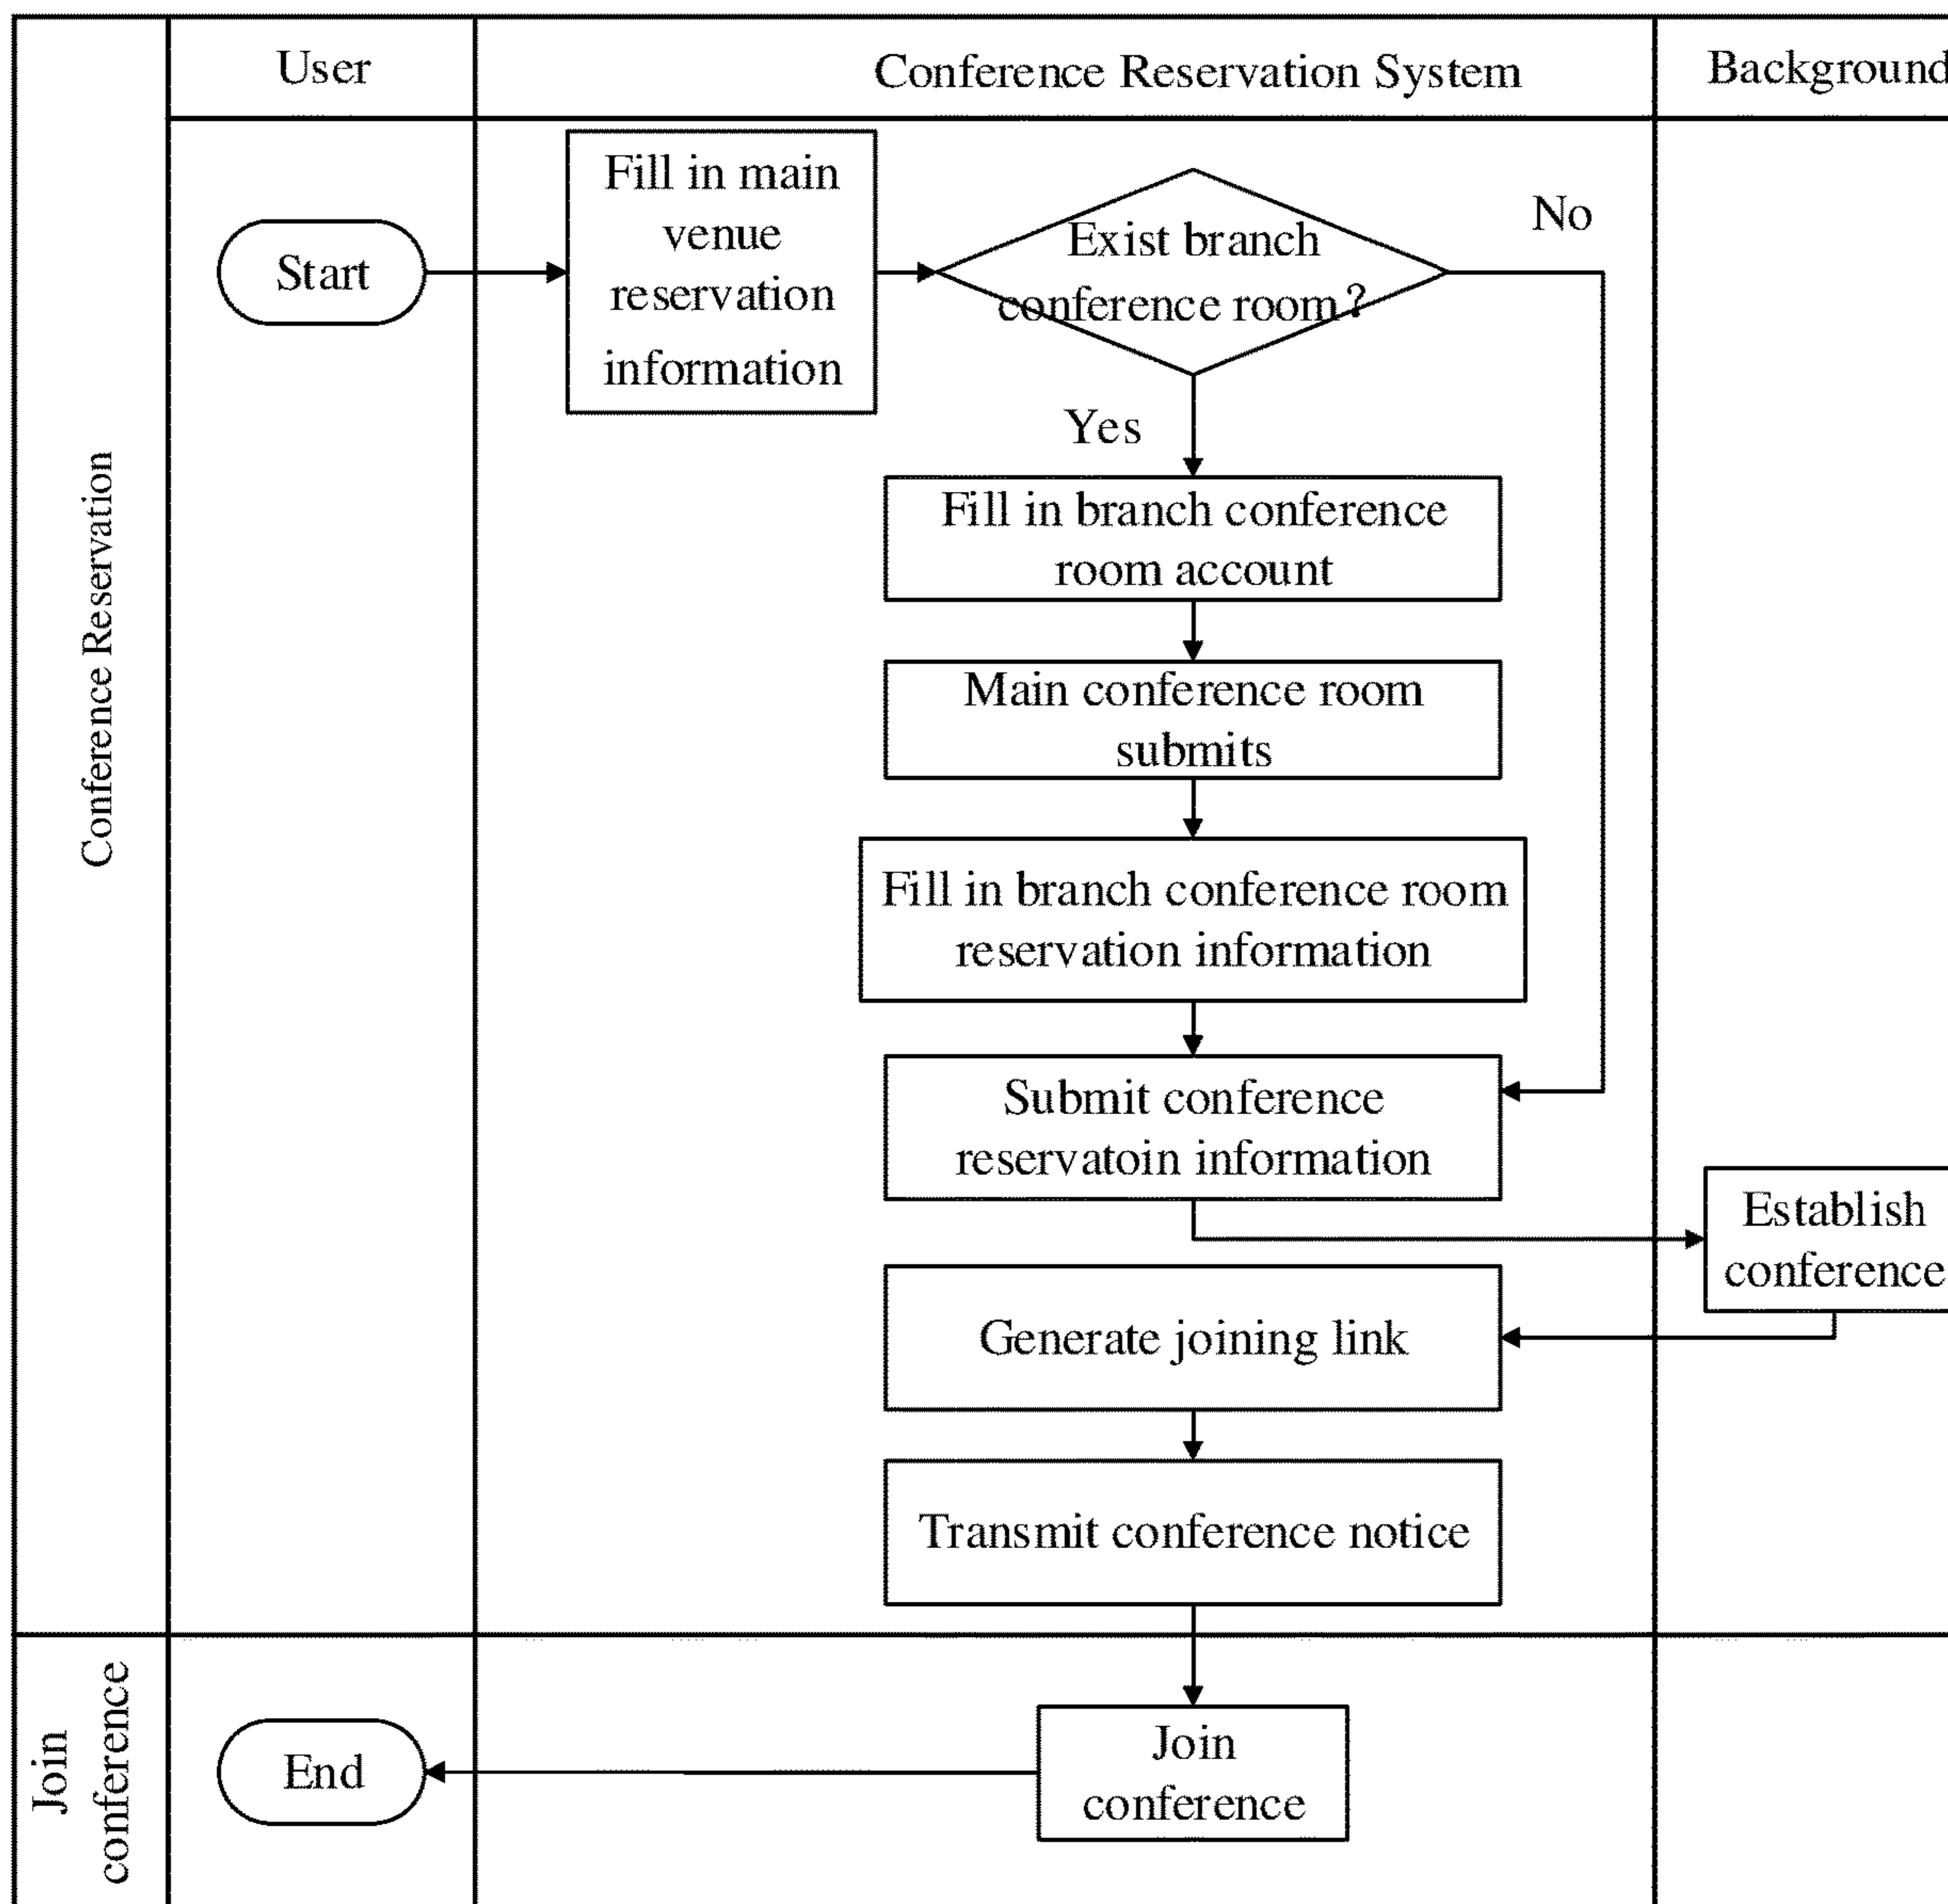 User
Conference Reservation System
Background
Conference Reservation
Start
Fill in main
venue
reservation
information
Exist branch
conference room?
No
Yes
Fill in branch conference
room account
Main conference room
submits
Fill in branch conference room
reservation information
Submit conference
reservatoin information
Establish
conference
Generate joining link
Transmit conference notice
Join
conference
End
Join
conference